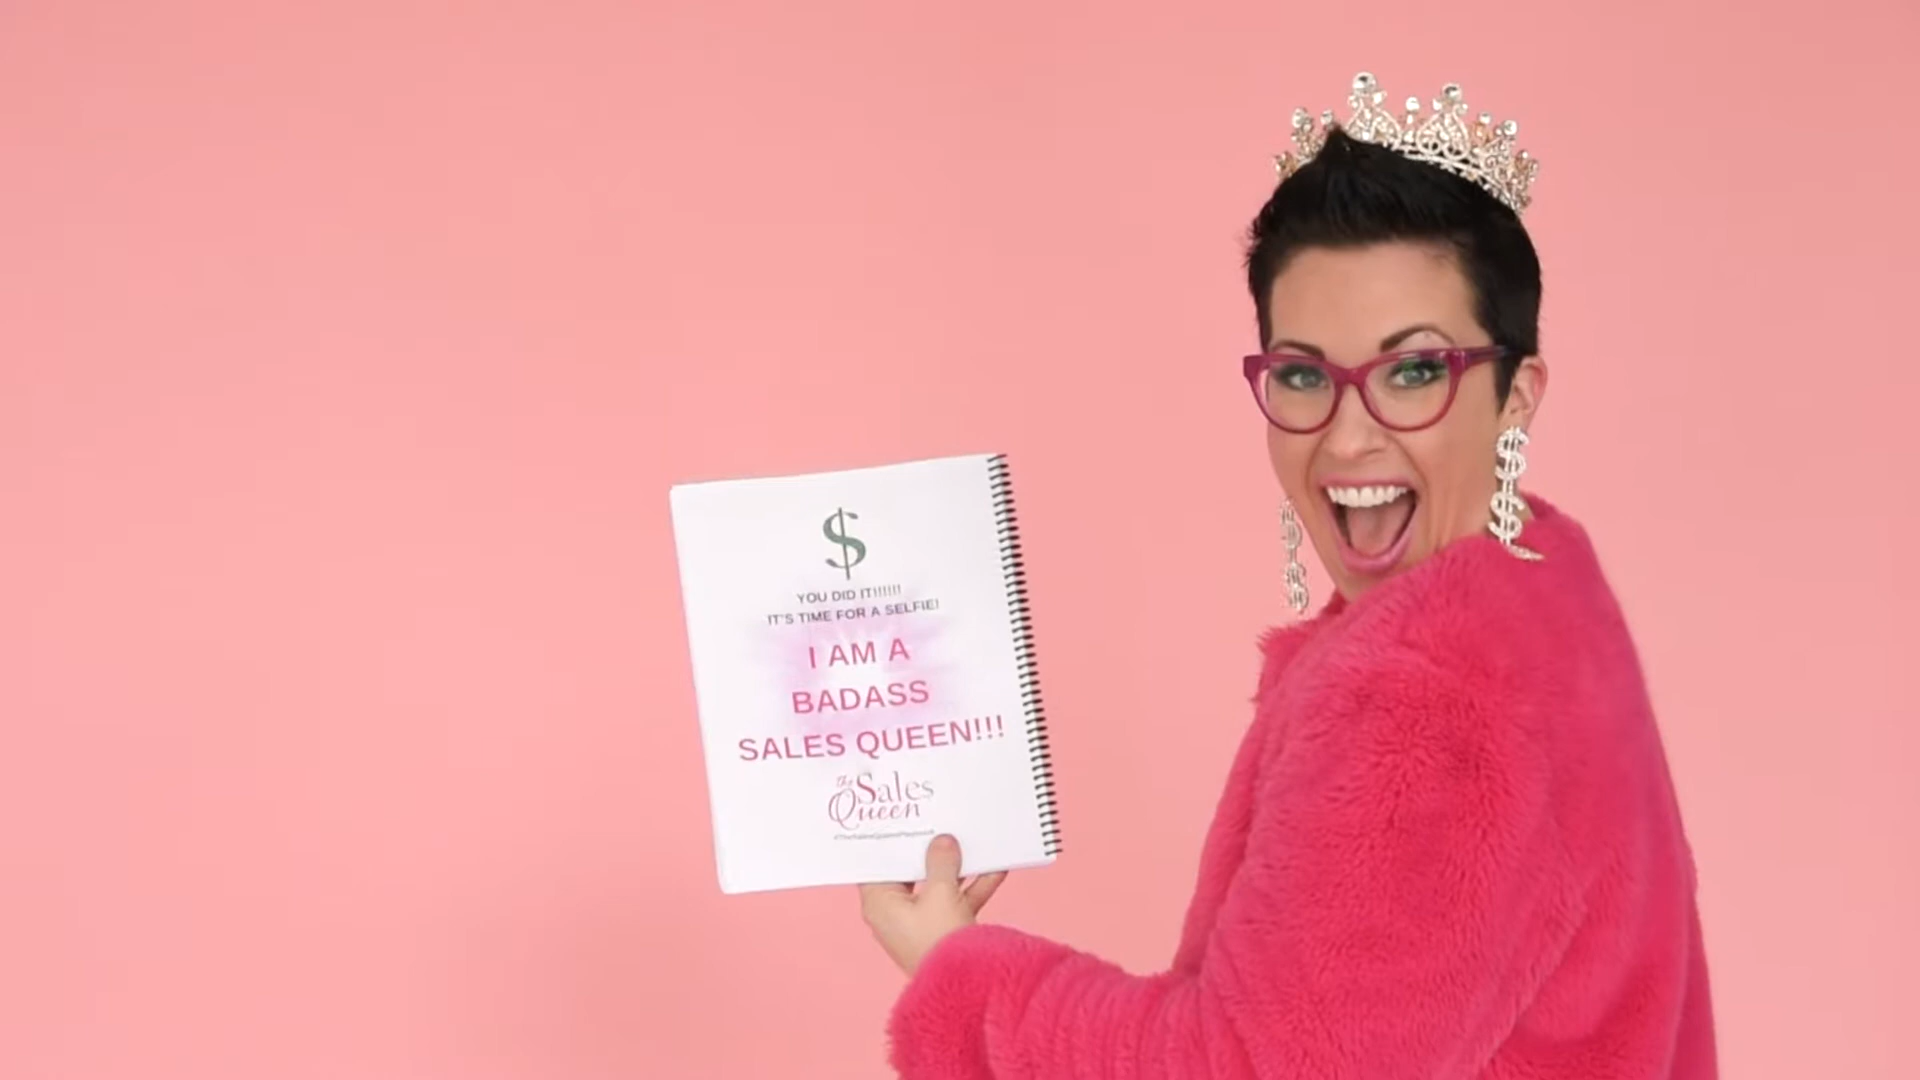 $
YOU DID IT!!!!!!
IT'S TIME FOR A SELFIE!
I AM A
BADASS
SALES QUEEN!!!
the Sales
Queen